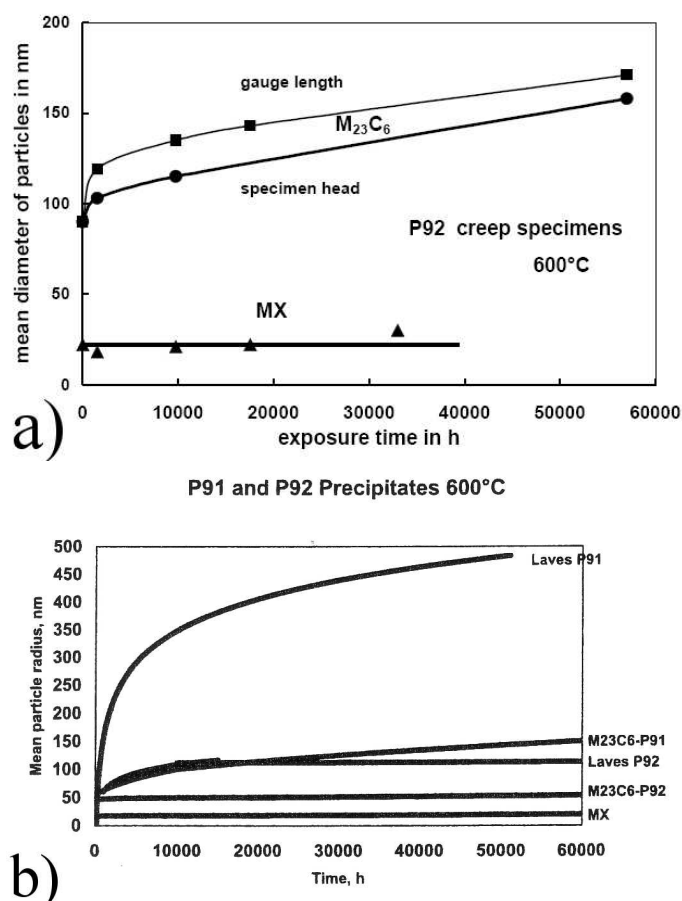 200
150
100
50
0
mean diameter of particles in nm
gauge length
M₂₃C₆
specimen head
P92 creep specimens
600°C
MX
0 10000 20000 30000 40000 50000 60000
exposure time in h
a)
P91 and P92 Precipitates 600°C
500
450
400
350
300
250
200
150
100
50
0
Mean particle radius, nm
Laves P91
M23C6-P91
Laves P92
M23C6-P92
MX
0 10000 20000 30000 40000 50000 60000
Time, h
b)